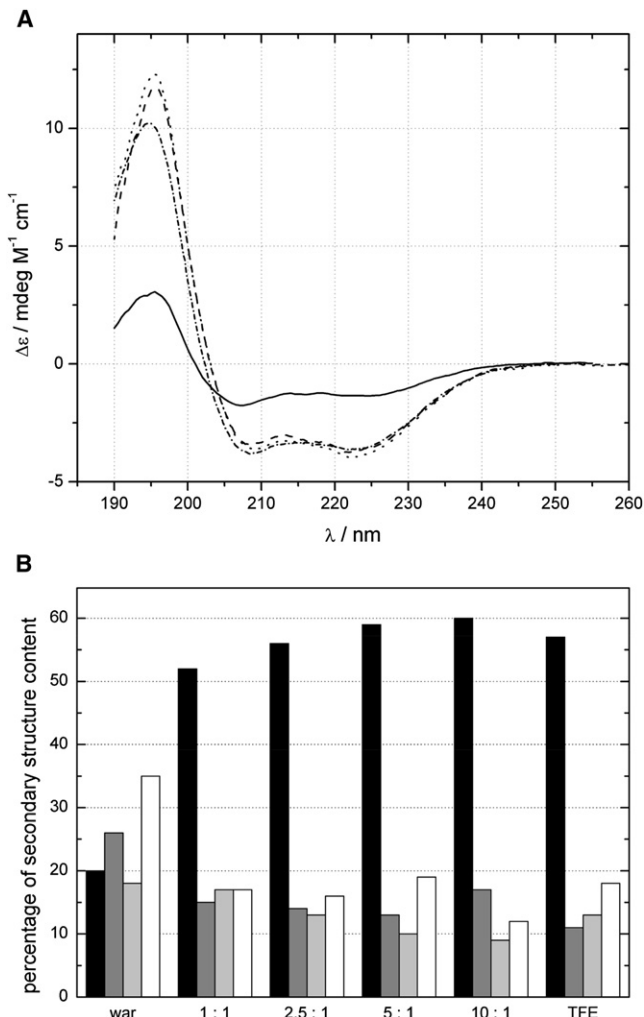 A
Δε / mdeg M⁻¹ cm⁻¹
10
5
0
-5
190 200 210 220 230 240 250 260
λ / nm
B
percentage of secondary structure content
60
50
40
30
20
10
0
war 1 : 1 2.5 : 1 5 : 1 10 : 1 TFE